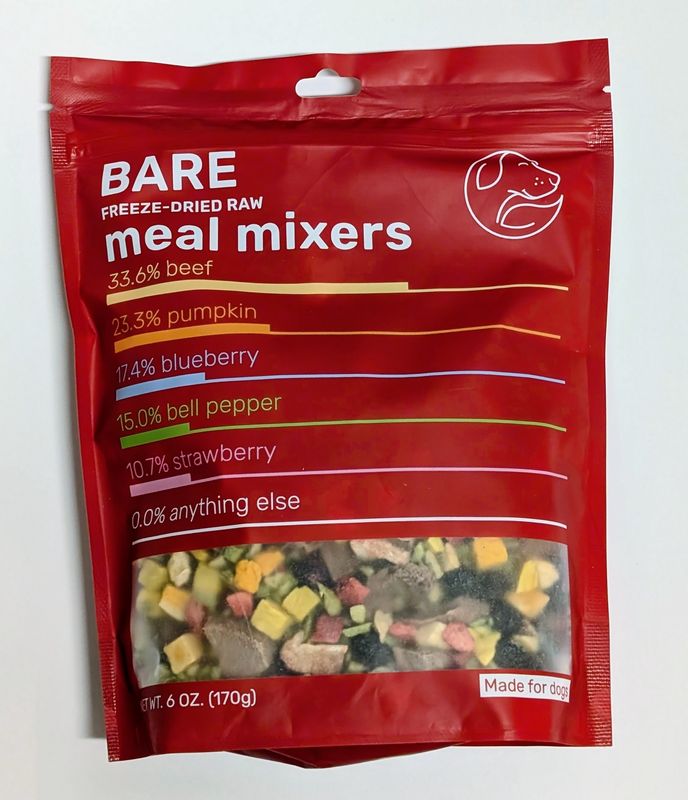 BARE
FREEZE-DRIED RAW
meal mixers
33.6% beef
23.3% pumpkin
17.4% blueberry
15.0% bell pepper
10.7% strawberry
0.0% anything else
NET WT. 6 OZ. (170g)
Made for dogs